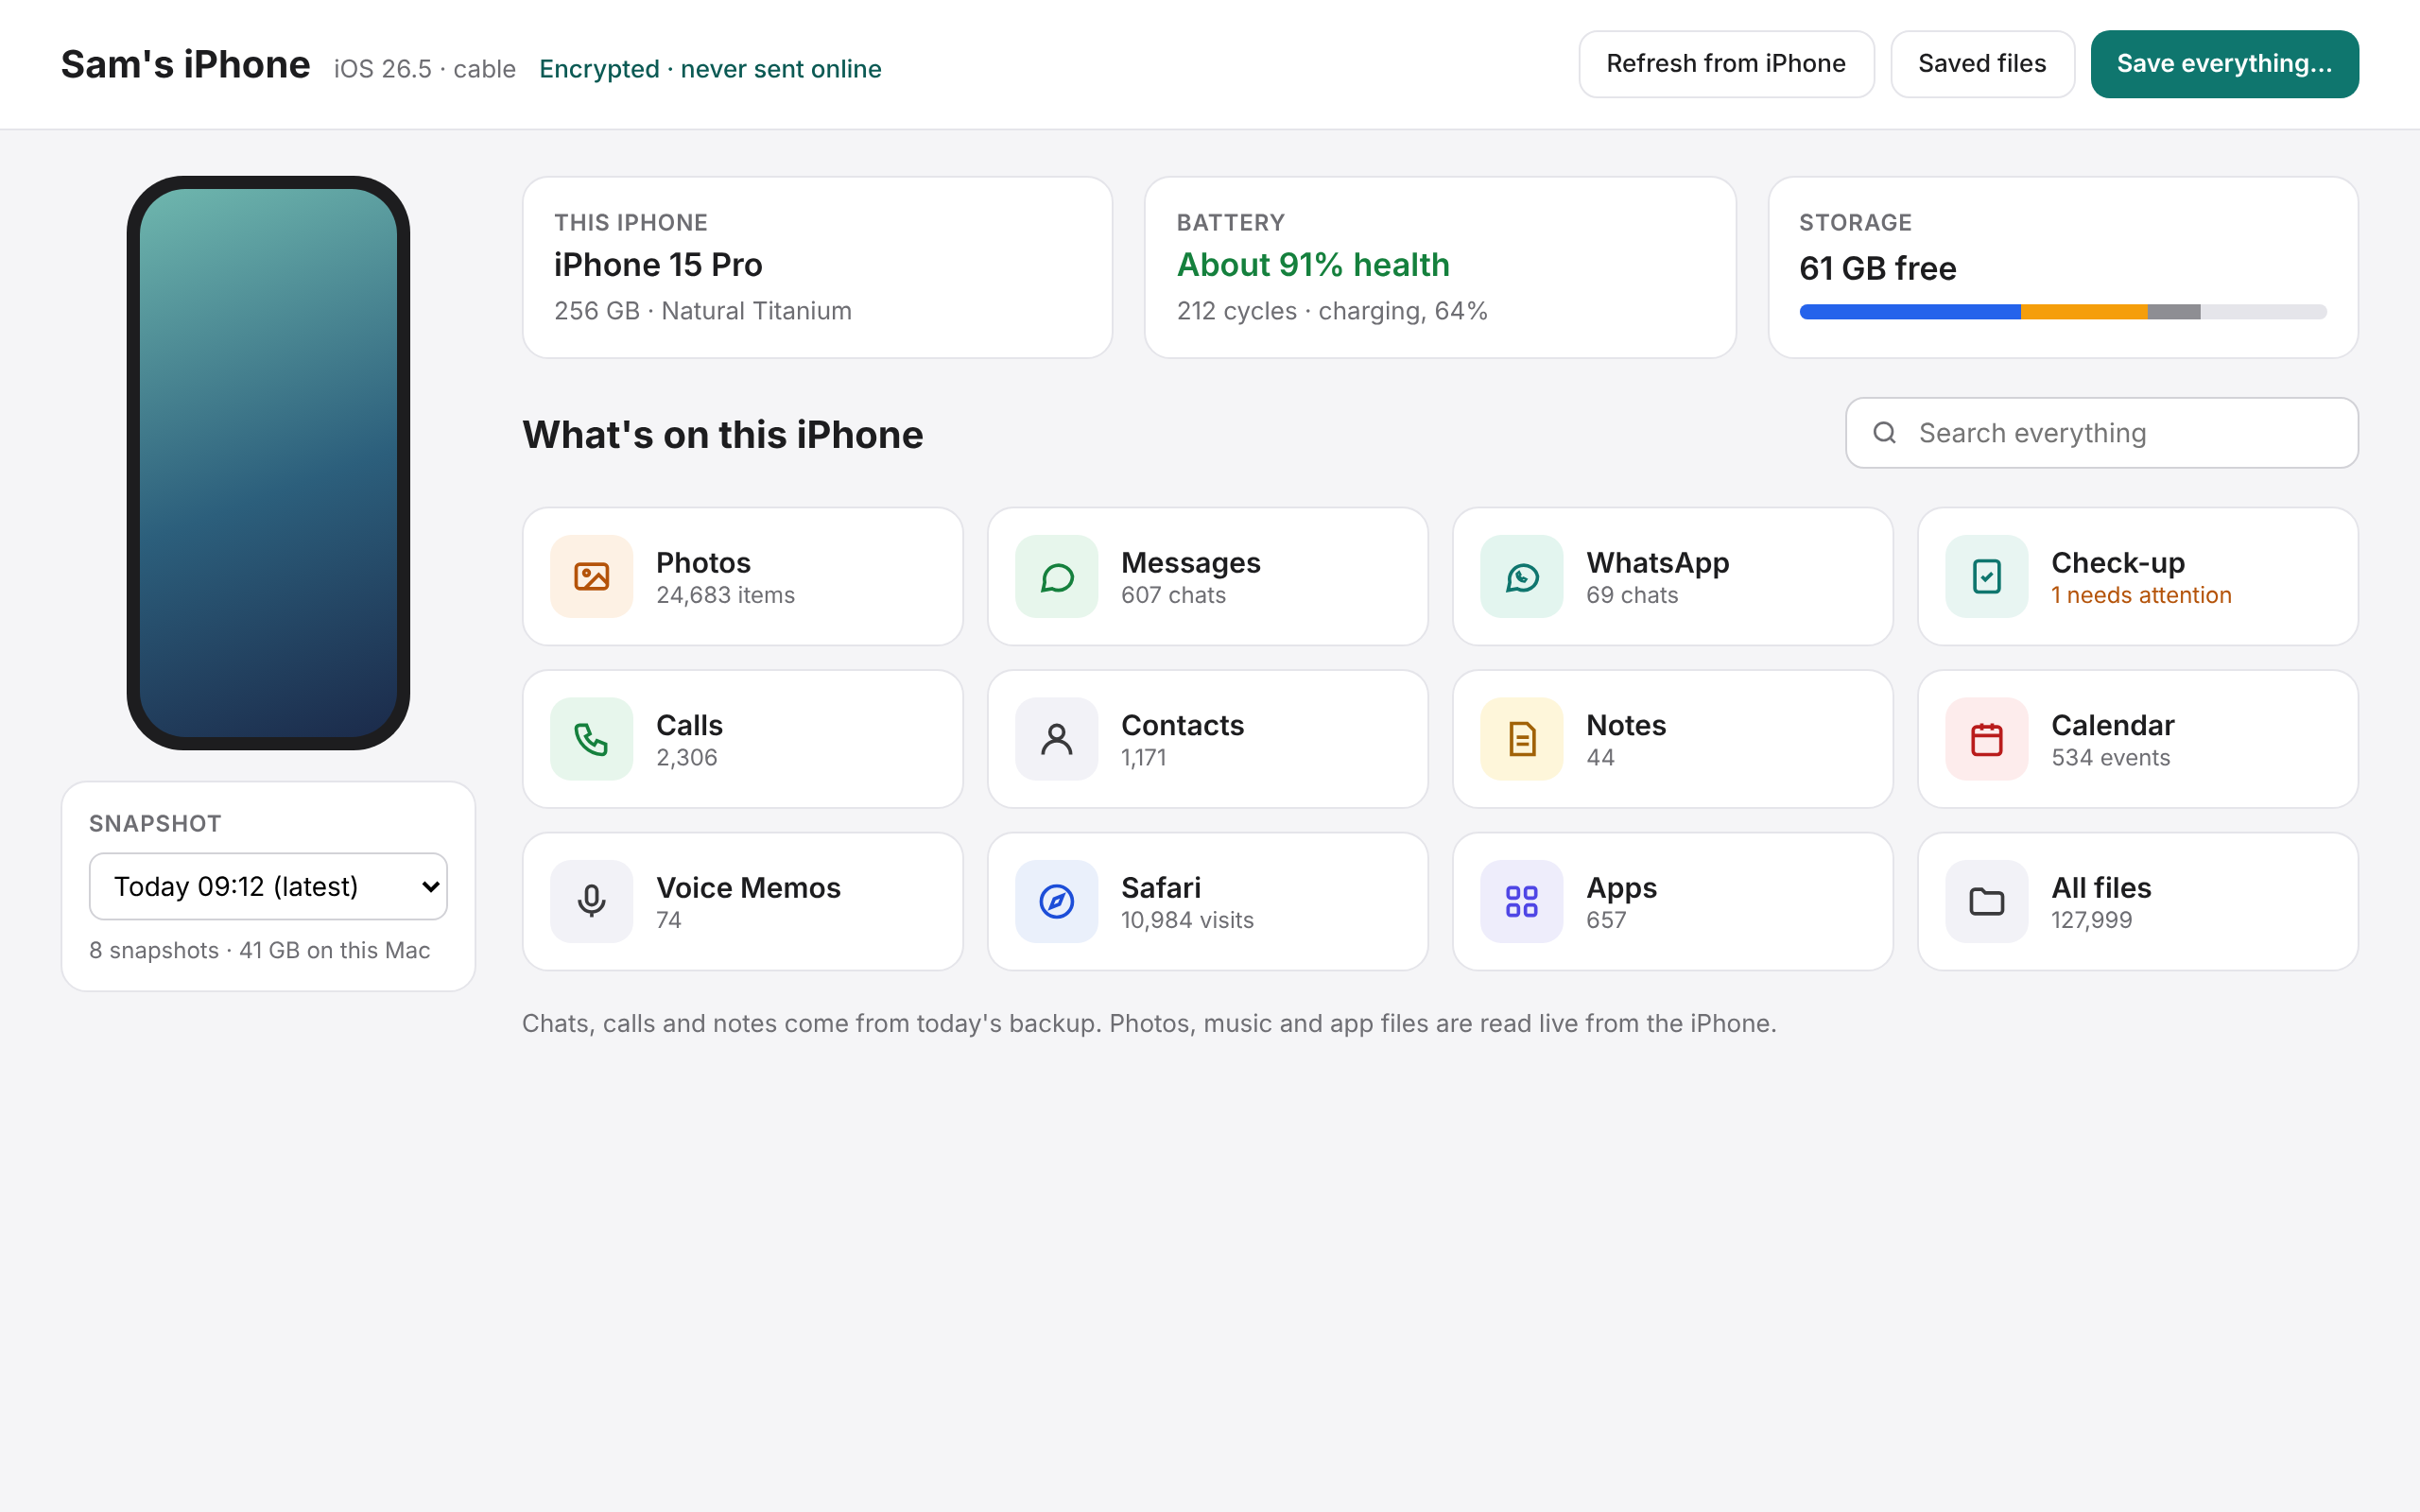 Sam's iPhone iOS 26.5 · cable Encrypted · never sent online
Refresh from iPhone
Saved files
Save everything...
THIS IPHONE
iPhone 15 Pro
256 GB · Natural Titanium
BATTERY
About 91% health
212 cycles · charging, 64%
STORAGE
61 GB free
What's on this iPhone
Search everything
Photos
24,683 items
Messages
607 chats
WhatsApp
69 chats
Check-up
1 needs attention
Calls
2,306
Contacts
1,171
Notes
44
Calendar
534 events
Voice Memos
74
Safari
10,984 visits
Apps
657
All files
127,999
SNAPSHOT
Today 09:12 (latest)
8 snapshots · 41 GB on this Mac
Chats, calls and notes come from today's backup. Photos, music and app files are read live from the iPhone.